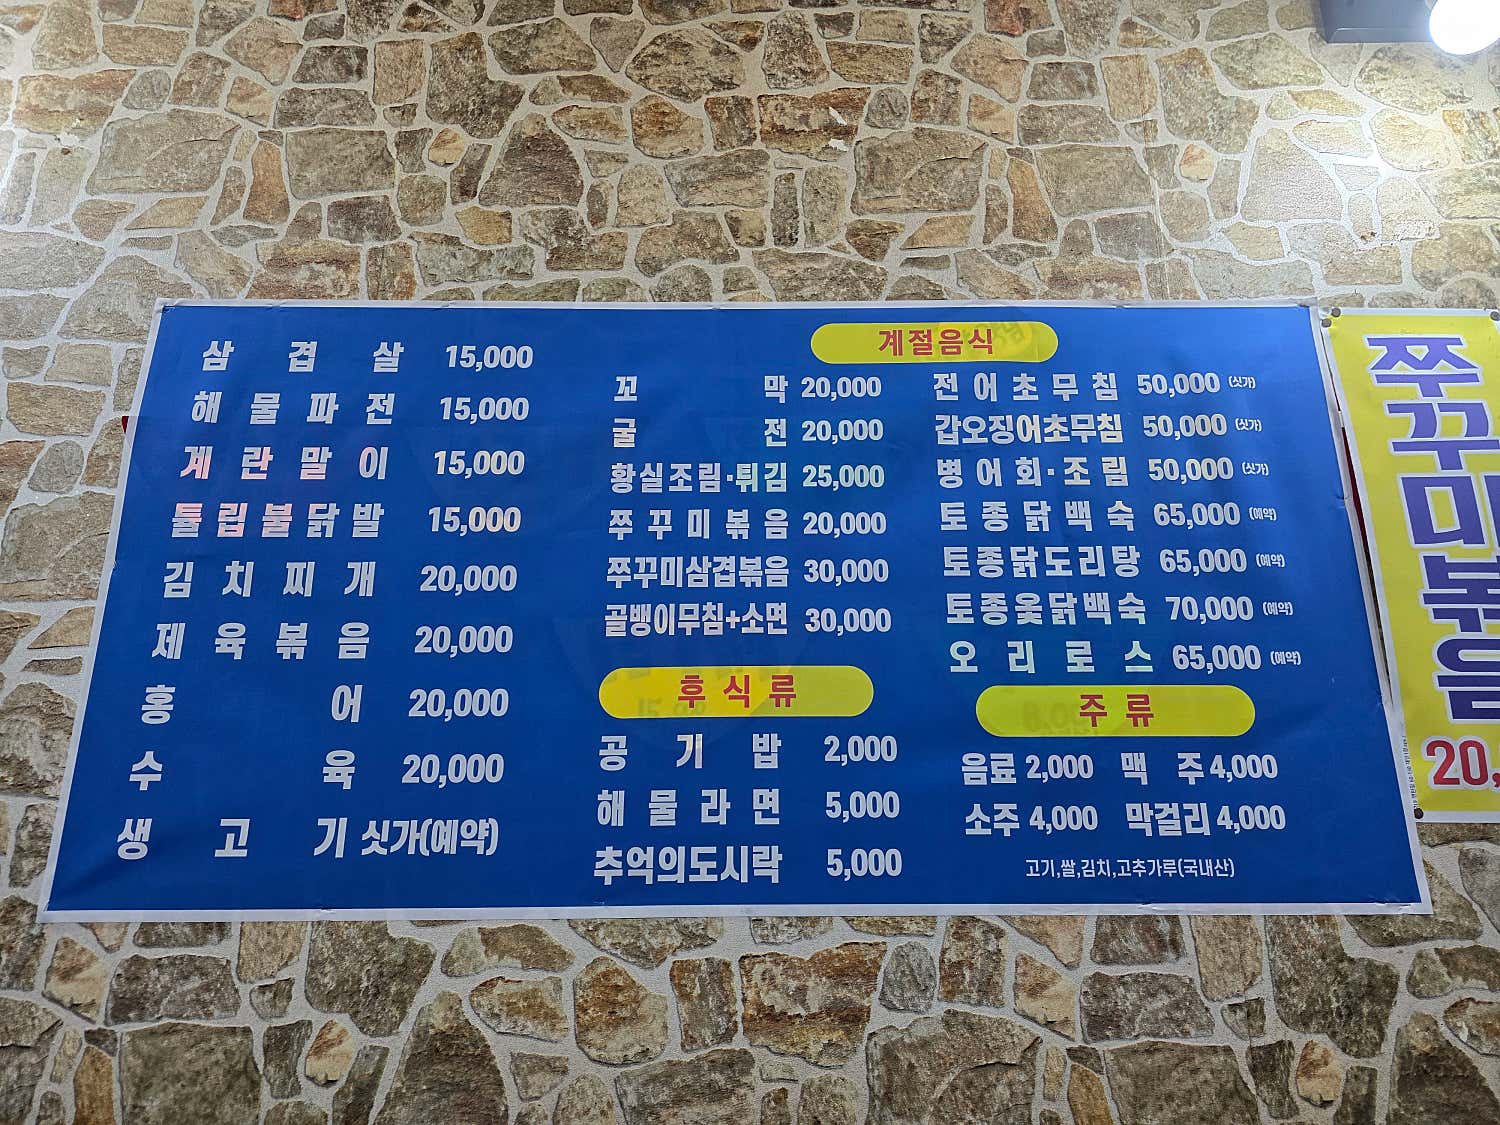 삼겹살 15,000
해물파전 15,000
계란말이 15,000
튤립불닭발 15,000
김치찌개 20,000
제육볶음 20,000
홍어 20,000
수육 20,000
생고기 싯가(예약)
계절음식
꼬막 20,000
굴전 20,000
황실조림·튀김 25,000
쭈꾸미볶음 20,000
쭈꾸미삼겹볶음 30,000
골뱅이무침+소면 30,000
후식류
공기밥 2,000
해물라면 5,000
추억의도시락 5,000
전어초무침 50,000 (싯가)
갑오징어초무침 50,000 (싯가)
병어회·조림 50,000 (싯가)
토종닭백숙 65,000 (예약)
토종닭도리탕 65,000 (예약)
토종옻닭백숙 70,000 (예약)
오리로스 65,000 (예약)
주류
음료 2,000 맥주 4,000
소주 4,000 막걸리 4,000
고기,쌀,김치,고추가루(국내산)
쭈꾸미볶음
20,